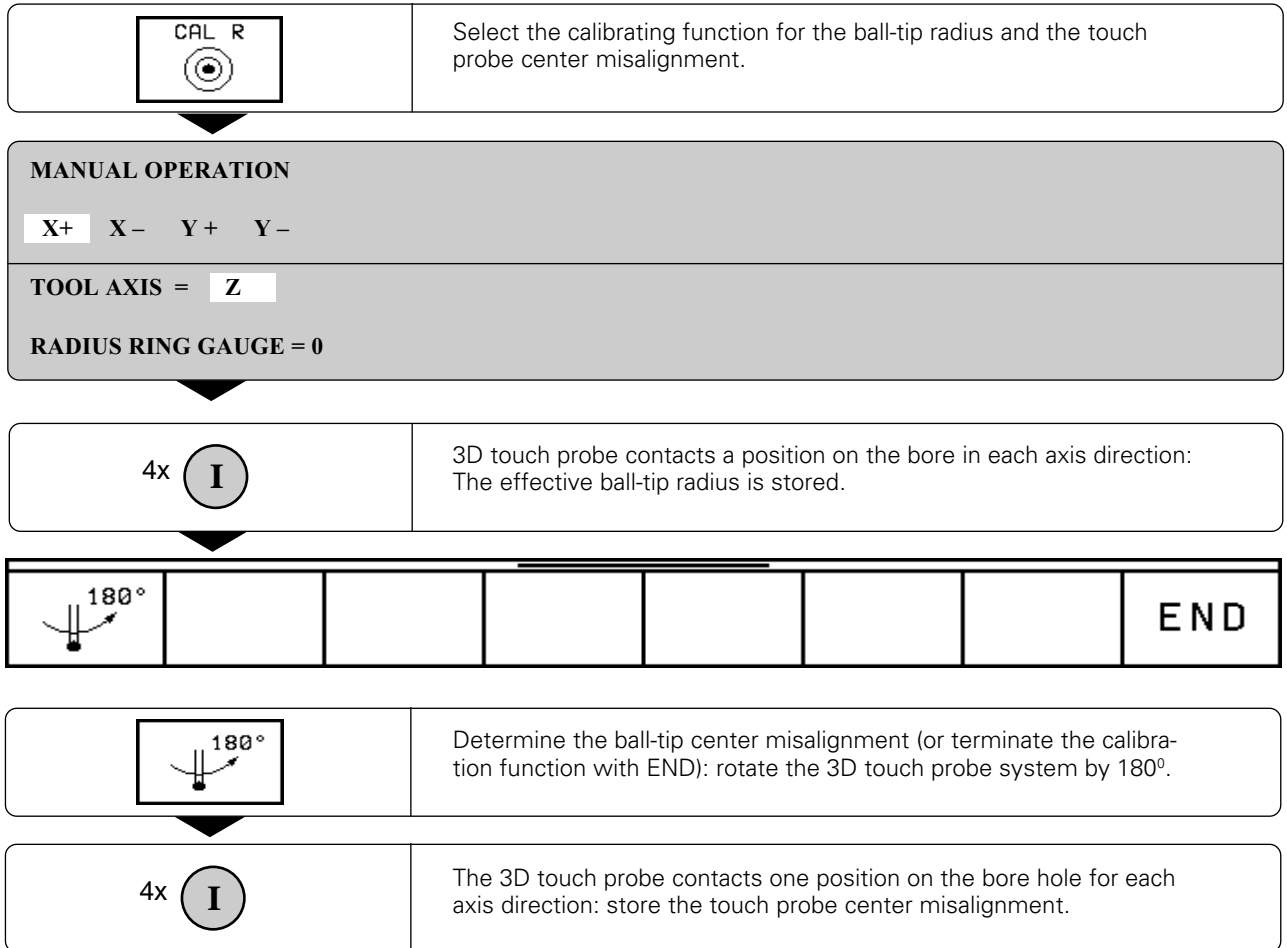 CAL R
Select the calibrating function for the ball-tip radius and the touch
probe center misalignment.
MANUAL OPERATION
X+ X – Y + Y –
TOOL AXIS = Z
RADIUS RING GAUGE = 0
4x I
3D touch probe contacts a position on the bore in each axis direction:
The effective ball-tip radius is stored.
180°
END
180°
Determine the ball-tip center misalignment (or terminate the calibra-
tion function with END): rotate the 3D touch probe system by 180⁰.
4x I
The 3D touch probe contacts one position on the bore hole for each
axis direction: store the touch probe center misalignment.